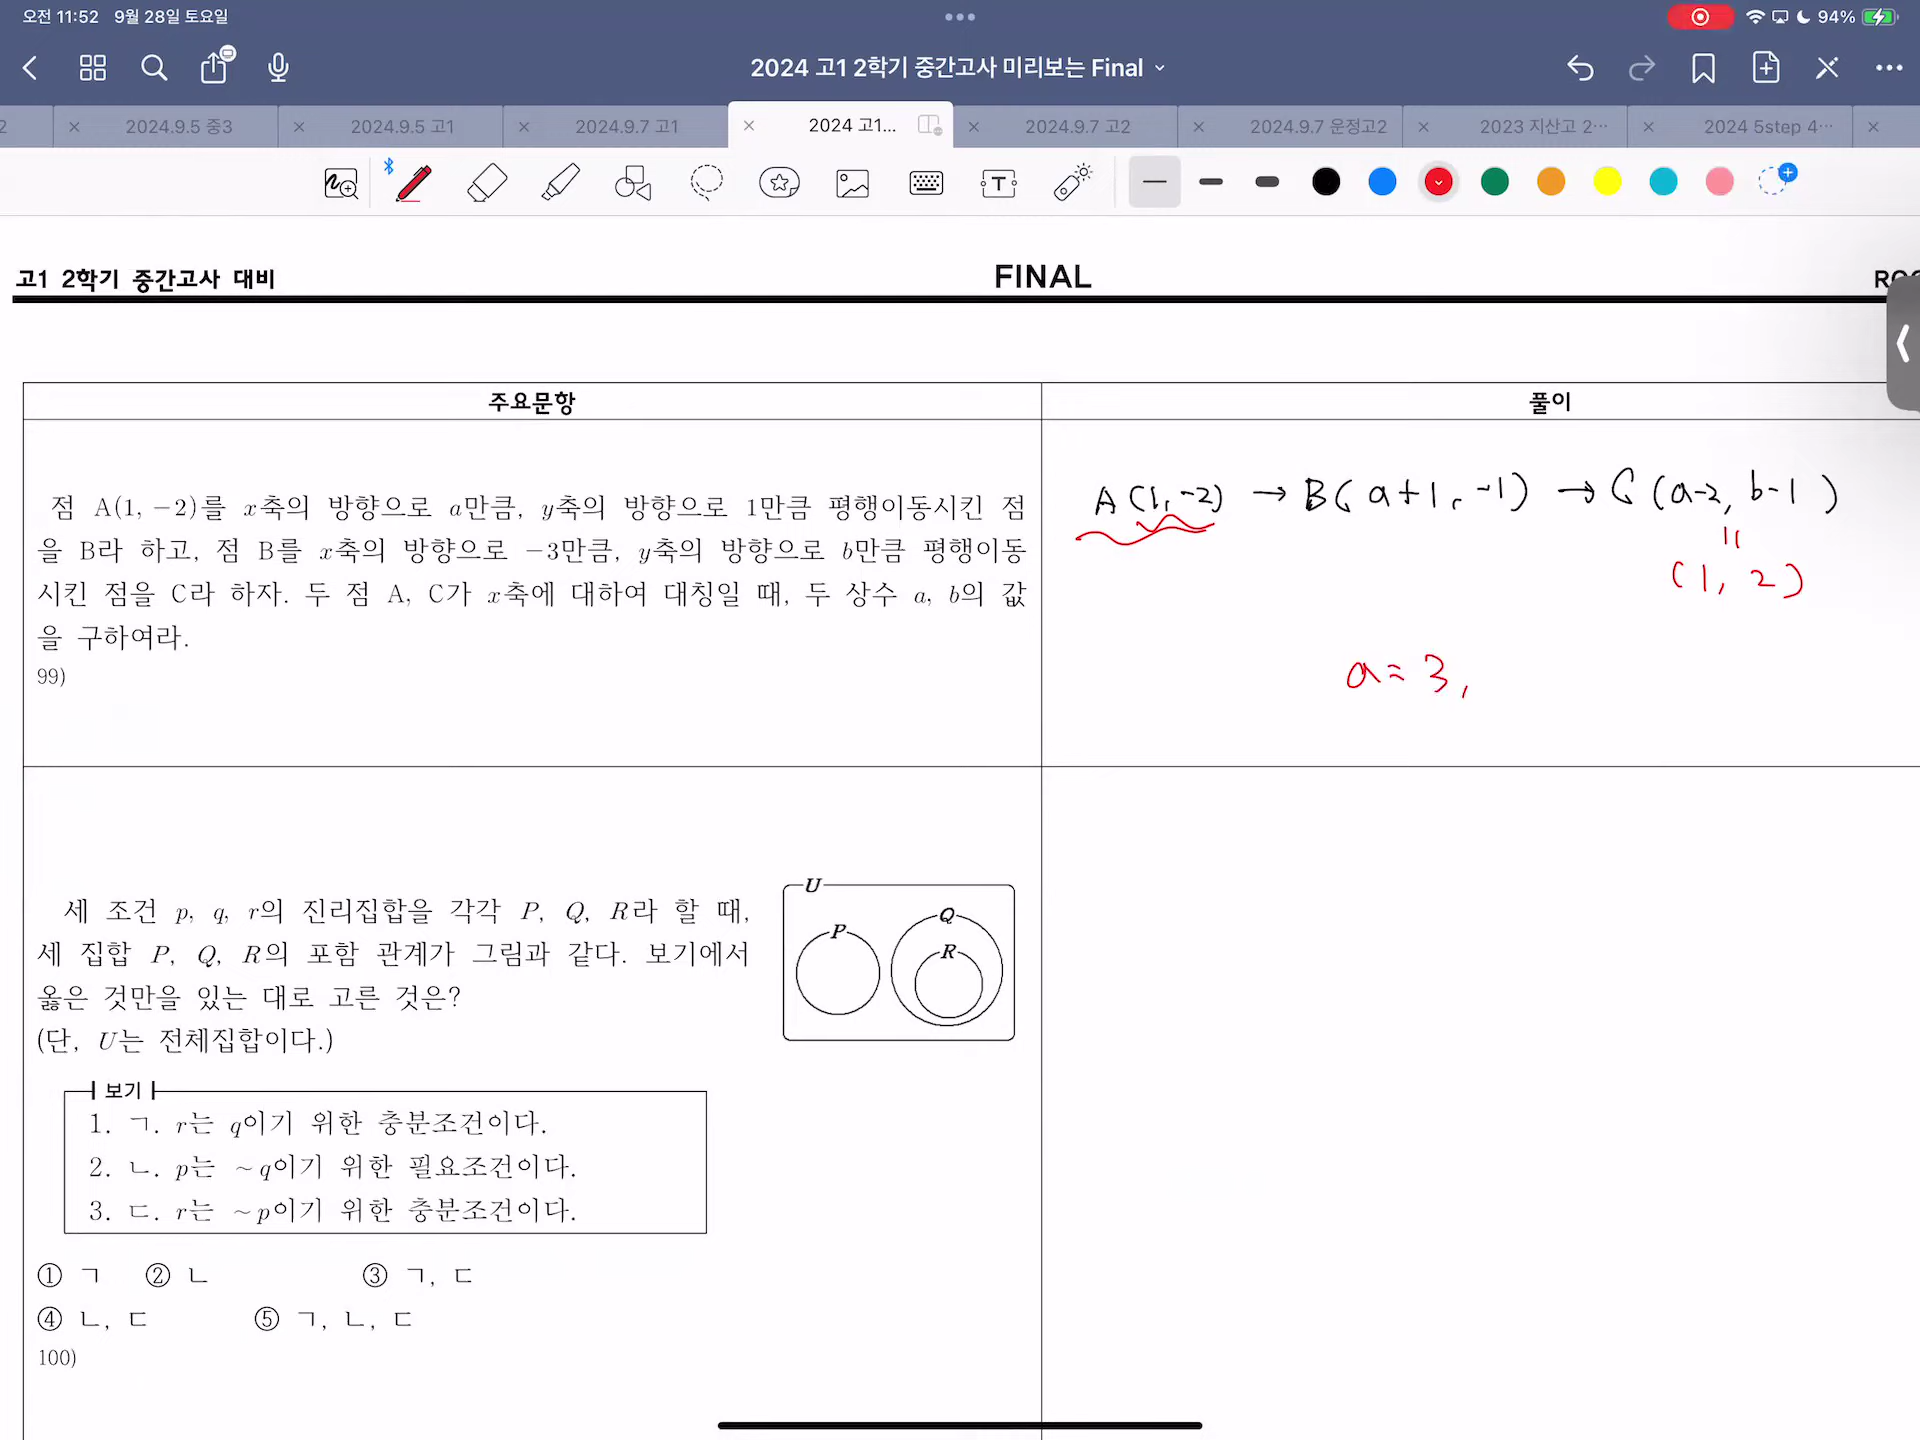 오전 11:52 9월 28일 토요일
94%
2024 고1 2학기 중간고사 미리보는 Final
2
2024.9.5 중3
2024.9.5 고1
2024.9.7 고1
2024 고1...
2024.9.7 고2
2024.9.7 운정고2
2023 지산고 2…
2024 5step 4…
고1 2학기 중간고사 대비
FINAL
주요문항
풀이
점 A(1, −2)를 x축의 방향으로 a만큼, y축의 방향으로 1만큼 평행이동시킨 점
을 B라 하고, 점 B를 x축의 방향으로 −3만큼, y축의 방향으로 b만큼 평행이동
시킨 점을 C라 하자. 두 점 A, C가 x축에 대하여 대칭일 때, 두 상수 a, b의 값
을 구하여라.
99)
A(1, -2) → B(a+1, -1) → C(a-2, b-1)
=
(1, 2)
a=3,
세 조건 p, q, r의 진리집합을 각각 P, Q, R라 할 때,
세 집합 P, Q, R의 포함 관계가 그림과 같다. 보기에서
옳은 것만을 있는 대로 고른 것은?
(단, U는 전체집합이다.)
U
P
Q
R
보기
1. ㄱ. r는 q이기 위한 충분조건이다.
2. ㄴ. p는 ~q이기 위한 필요조건이다.
3. ㄷ. r는 ~p이기 위한 충분조건이다.
① ㄱ ② ㄴ ③ ㄱ, ㄷ
④ ㄴ, ㄷ ⑤ ㄱ, ㄴ, ㄷ
100)